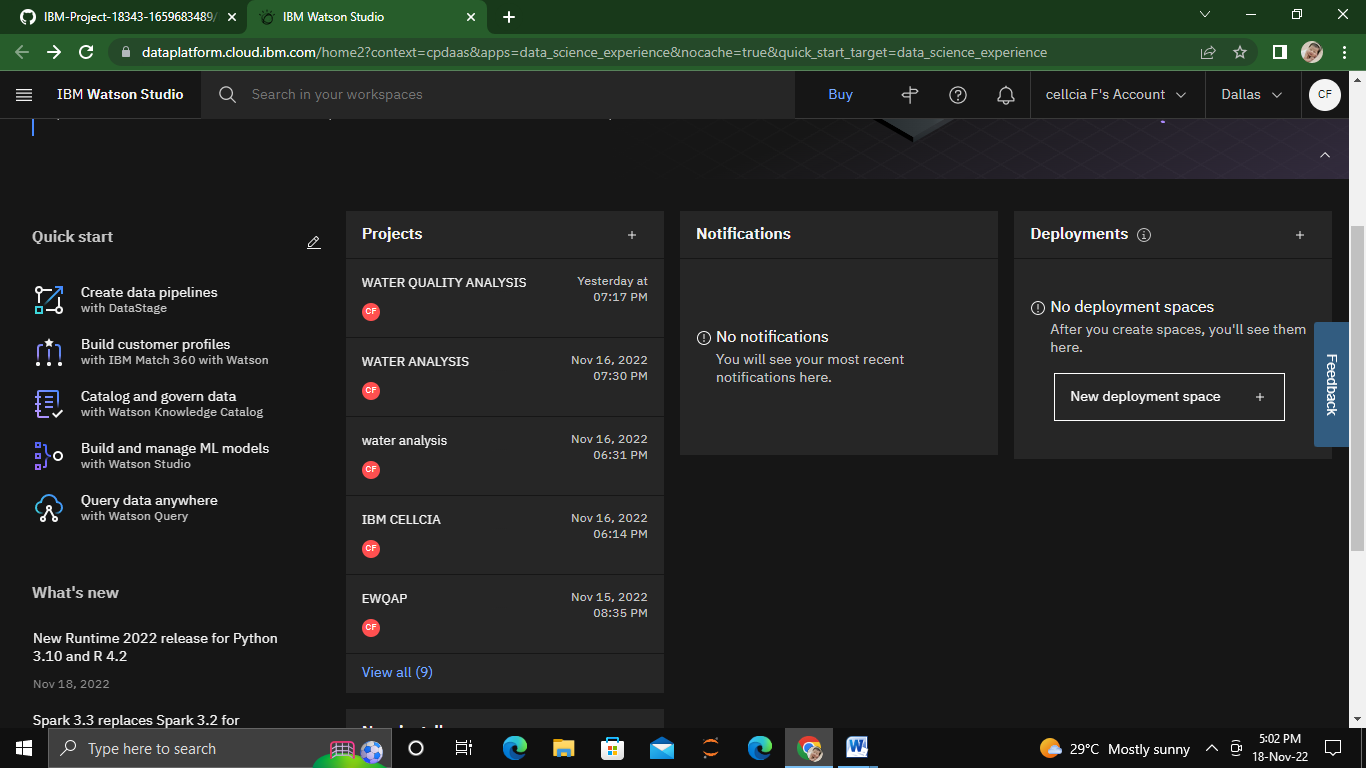 IBM-Project-18343-1659683489/
IBM Watson Studio
dataplatform.cloud.ibm.com/home2?context=cpdaas&apps=data_science_experience&nocache=true&quick_start_target=data_science_experience
IBM Watson Studio
Search in your workspaces
Buy
cellcia F's Account
Dallas
CF
Quick start
Create data pipelines
with DataStage
Build customer profiles
with IBM Match 360 with Watson
Catalog and govern data
with Watson Knowledge Catalog
Build and manage ML models
with Watson Studio
Query data anywhere
with Watson Query
What's new
New Runtime 2022 release for Python
3.10 and R 4.2
Nov 18, 2022
Spark 3.3 replaces Spark 3.2 for
Projects
WATER QUALITY ANALYSIS
Yesterday at
07:17 PM
CF
WATER ANALYSIS
Nov 16, 2022
07:30 PM
CF
water analysis
Nov 16, 2022
06:31 PM
CF
IBM CELLCIA
Nov 16, 2022
06:14 PM
CF
EWQAP
Nov 15, 2022
08:35 PM
CF
View all (9)
Notifications
No notifications
You will see your most recent
notifications here.
Deployments
No deployment spaces
After you create spaces, you'll see them
here.
New deployment space
Feedback
Type here to search
29°C Mostly sunny
5:02 PM
18-Nov-22